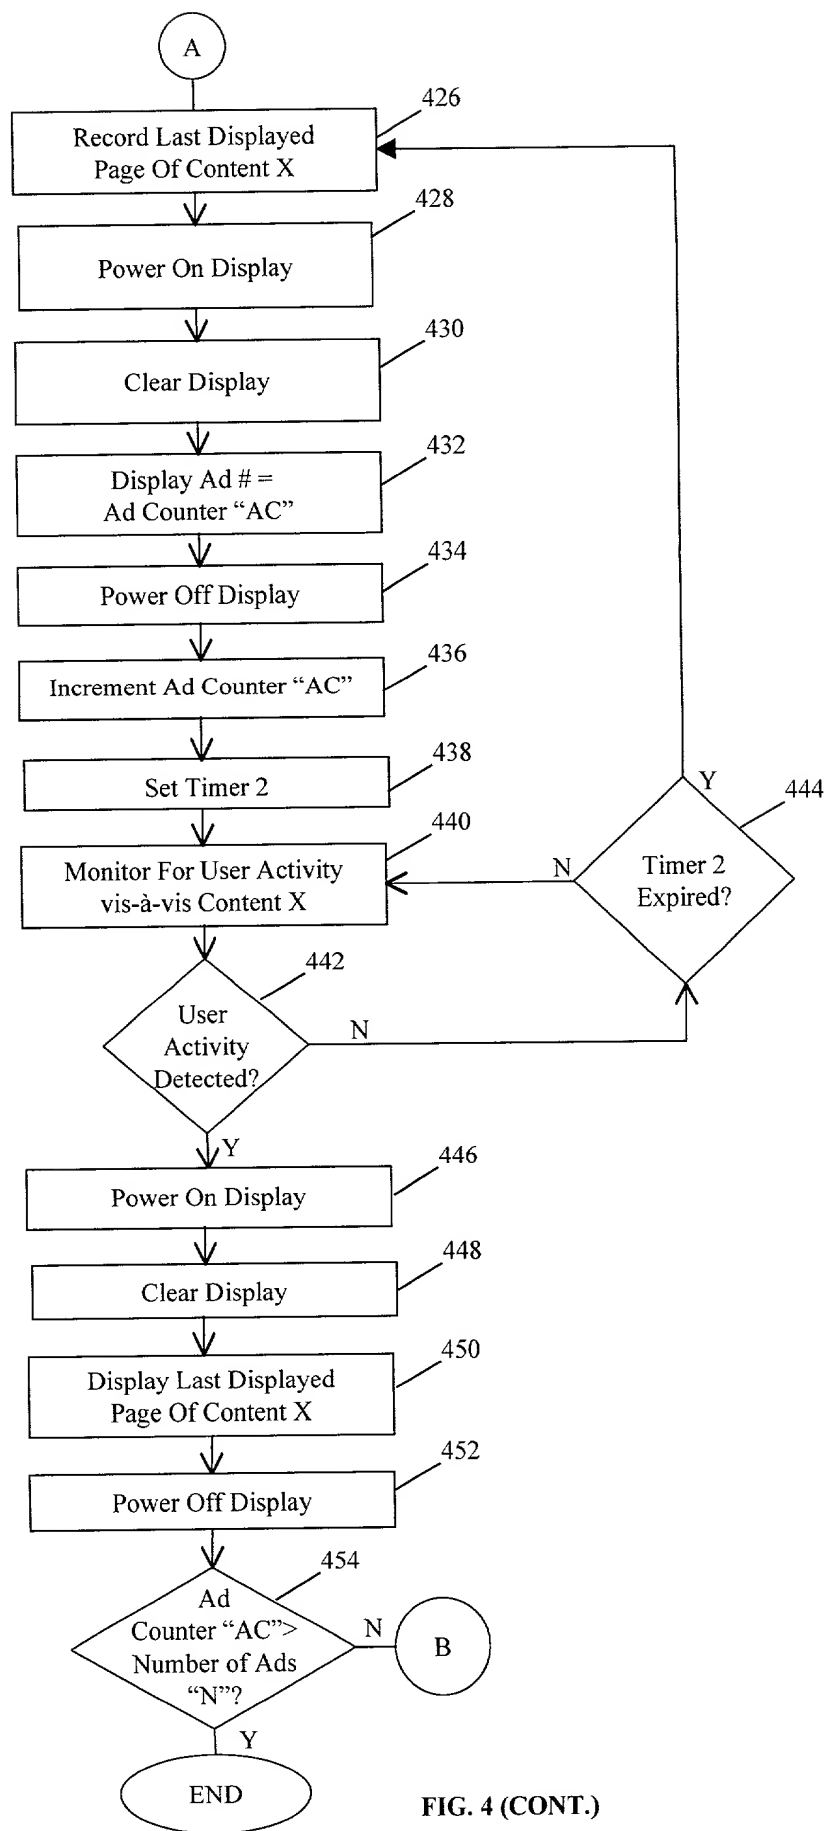 A
426
Record Last Displayed
Page Of Content X
428
Power On Display
430
Clear Display
432
Display Ad # =
Ad Counter “AC”
434
Power Off Display
436
Increment Ad Counter “AC”
438
Set Timer 2
Y
444
440
Monitor For User Activity
vis-à-vis Content X
N
Timer 2
Expired?
442
User
Activity
Detected?
N
Y
446
Power On Display
448
Clear Display
450
Display Last Displayed
Page Of Content X
452
Power Off Display
454
Ad
Counter “AC”>
Number of Ads
“N”?
N
B
Y
END
FIG. 4 (CONT.)